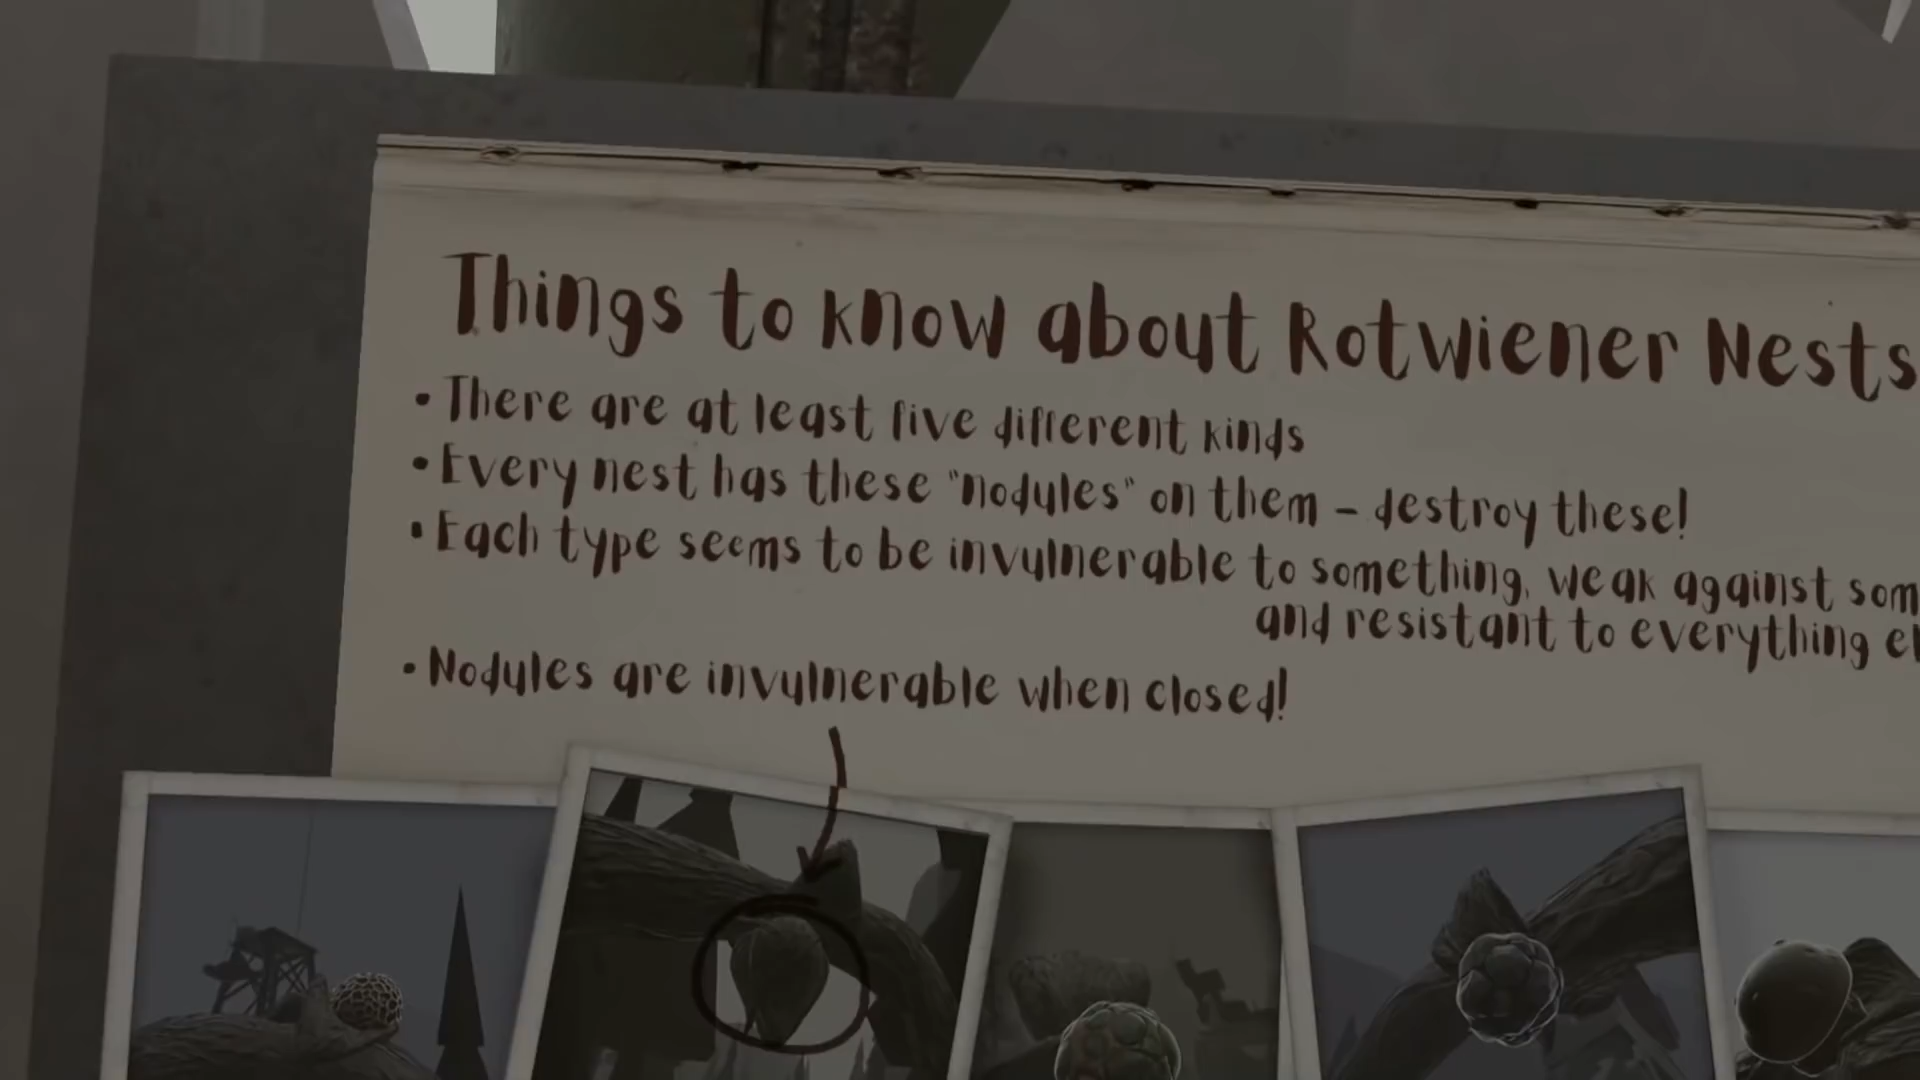 Things to know about Rotwiener Nests
• There are at least five different kinds
• Every nest has these "nodules" on them – destroy these!
• Each type seems to be invulnerable to something, weak against
and resistant to everything
• Nodules are invulnerable when closed!